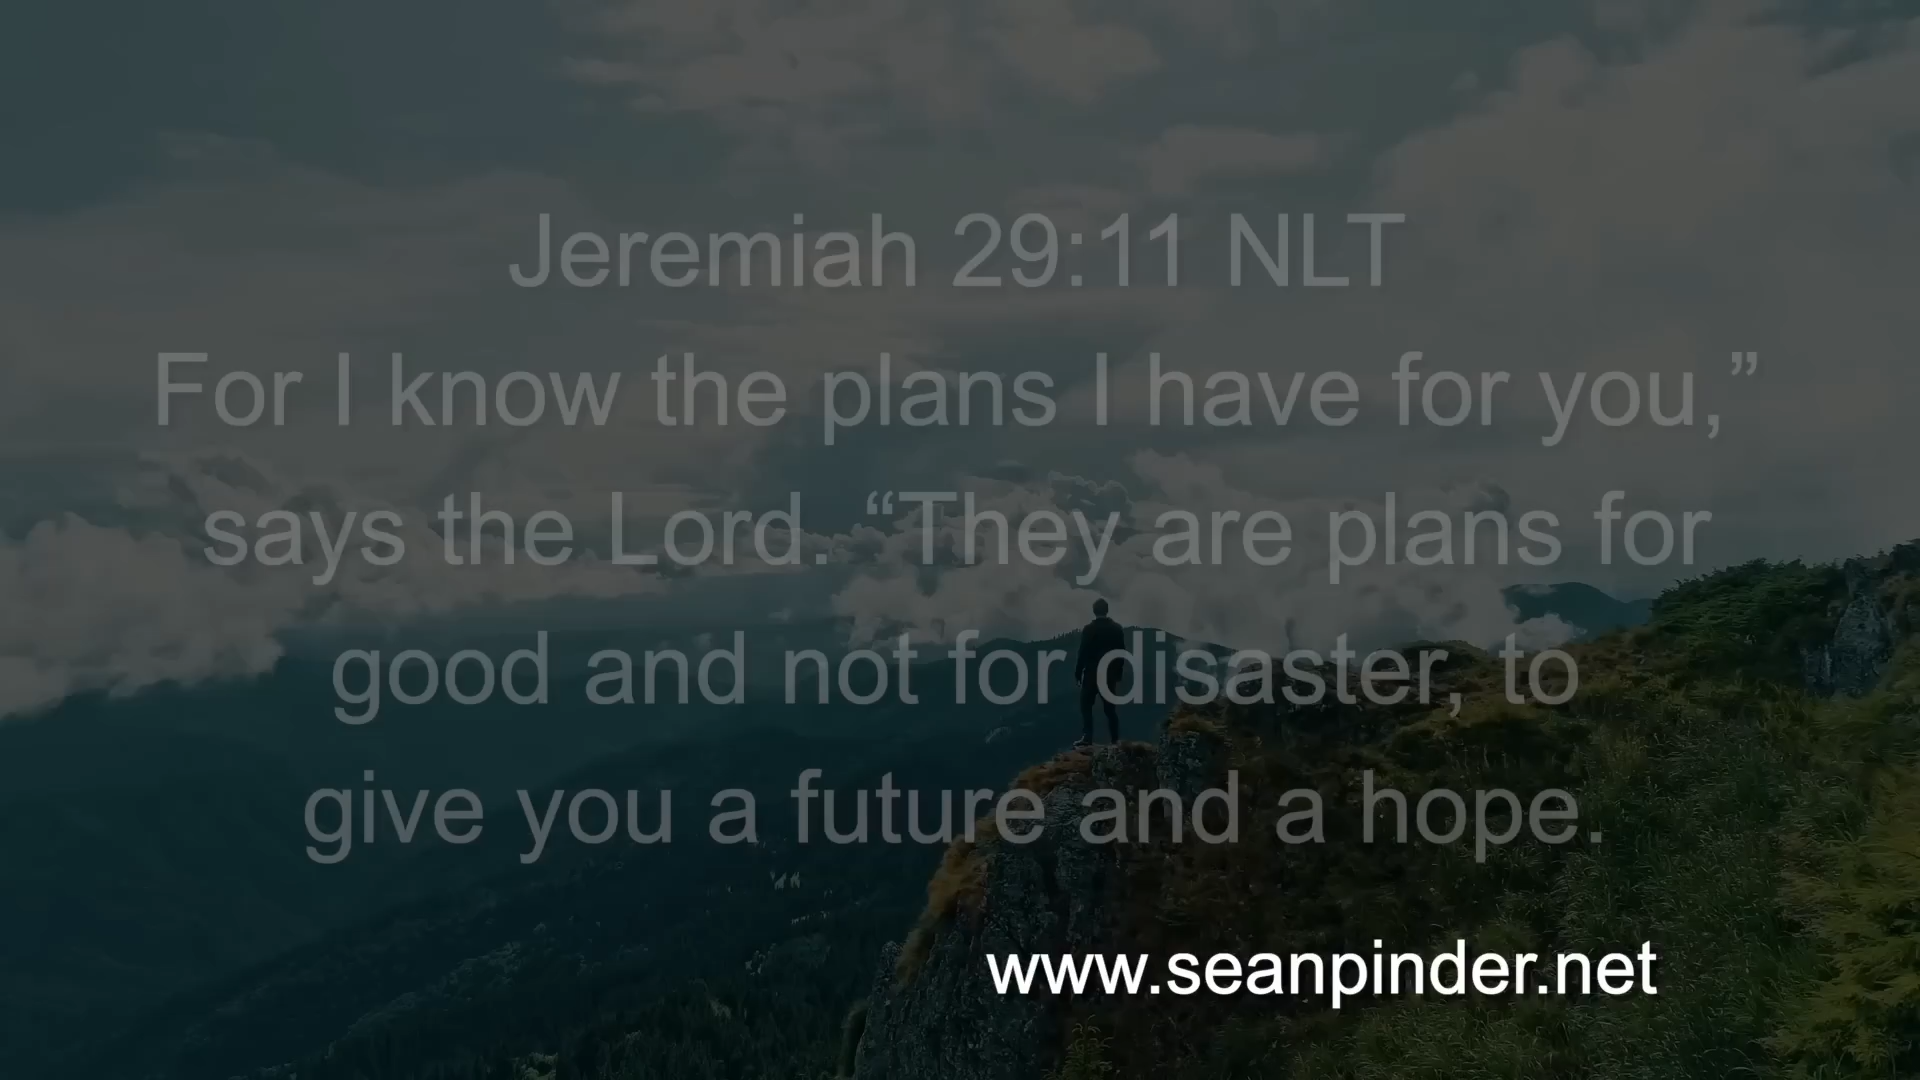 Jeremiah 29:11 NLT
For I know the plans I have for you,”
says the Lord. “They are plans for
good and not for disaster, to
give you a future and a hope.
www.seanpinder.net